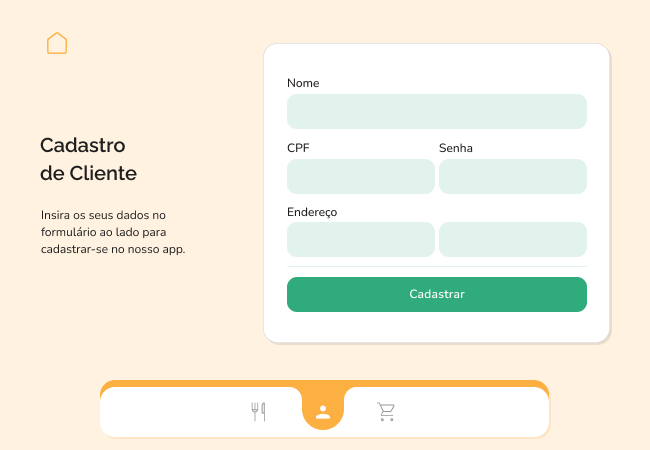 Cadastro
de Cliente
Insira os seus dados no
formulário ao lado para
cadastrar-se no nosso app.
Nome
CPF
Senha
Endereço
Cadastrar